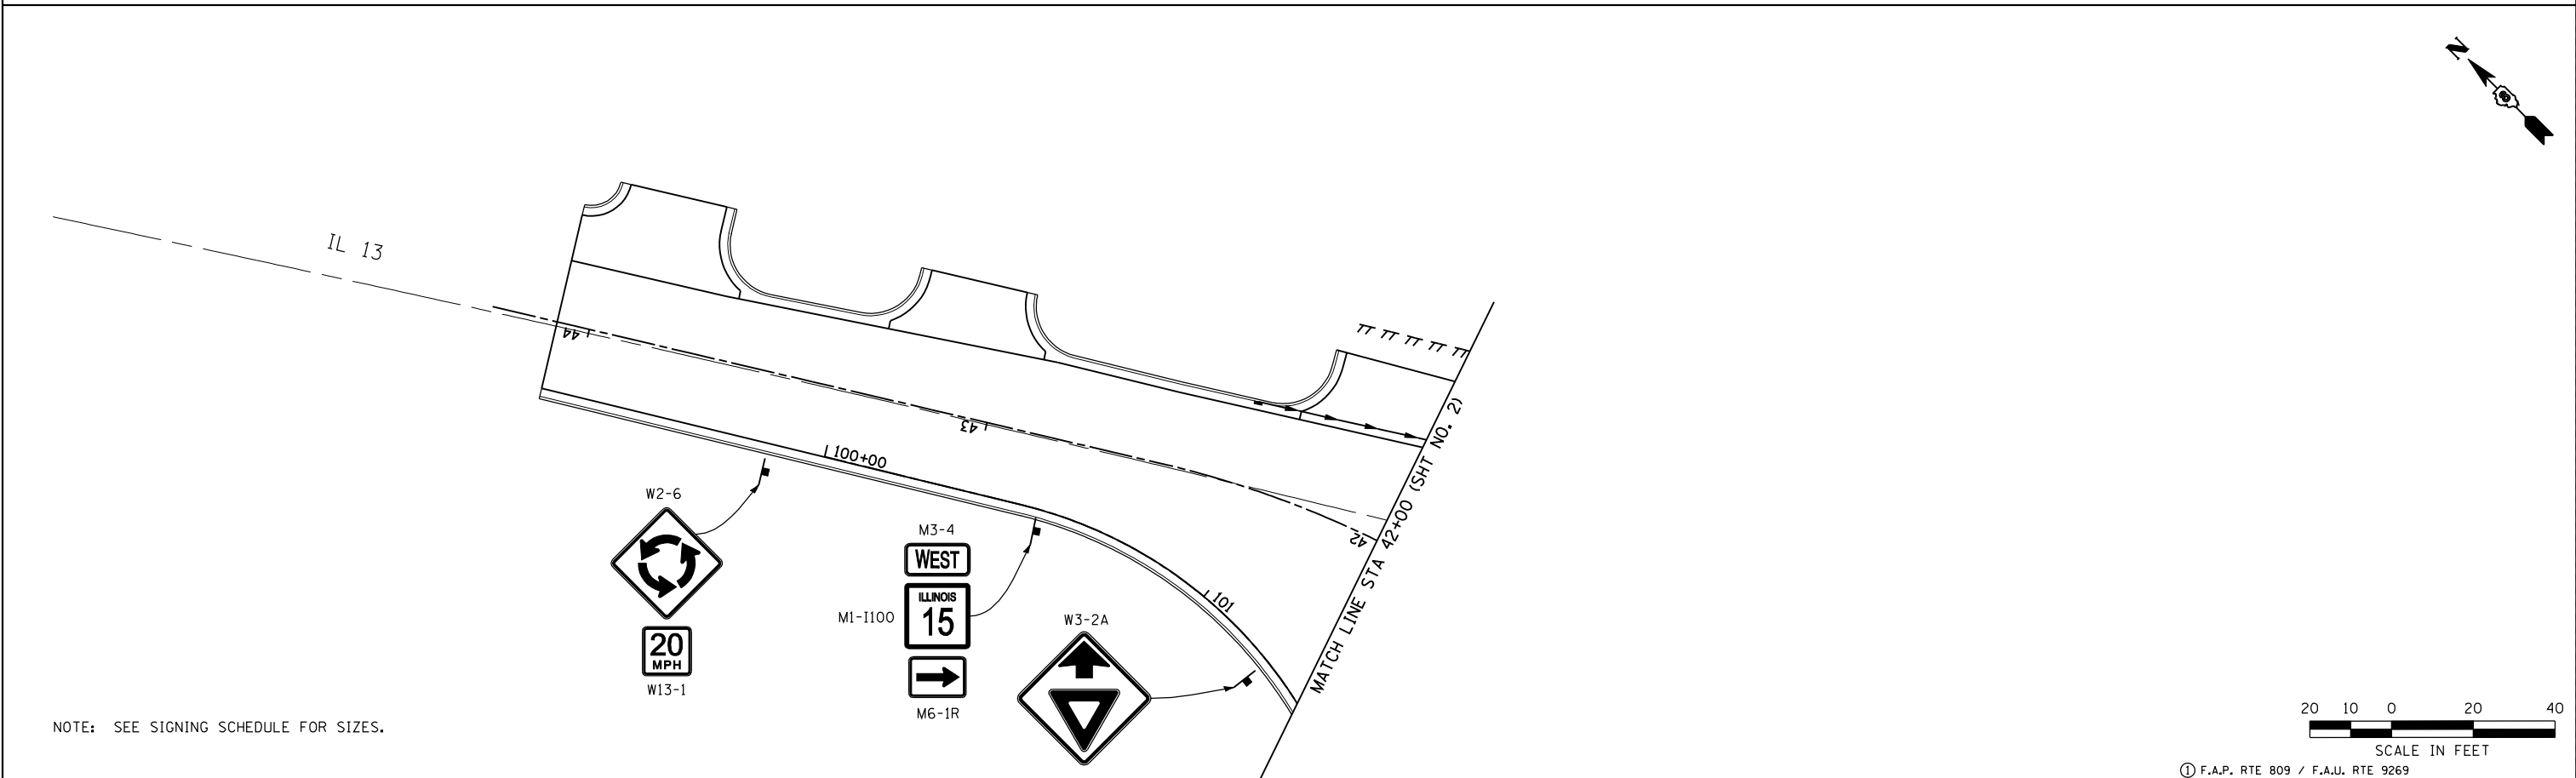 N
IL 13
44
43
42
100+00
101
MATCH LINE STA 42+00 (SHT NO. 2)
W2-6
20
MPH
W13-1
M3-4
WEST
M1-I100
ILLINOIS
15
M6-1R
W3-2A
NOTE: SEE SIGNING SCHEDULE FOR SIZES.
20 10 0 20 40
SCALE IN FEET
① F.A.P. RTE 809 / F.A.U. RTE 9269